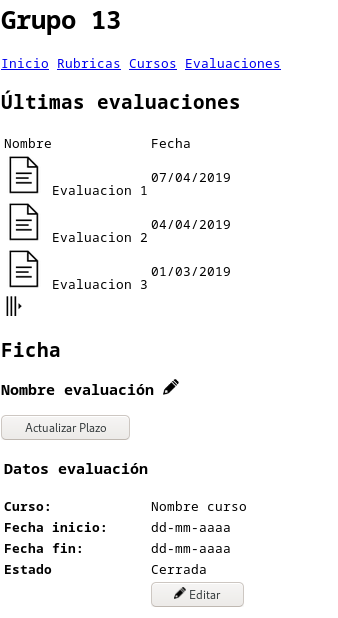 Grupo 13
Inicio Rubricas Cursos Evaluaciones
Últimas evaluaciones
Nombre Fecha
Evaluacion 1 07/04/2019
Evaluacion 2 04/04/2019
Evaluacion 3 01/03/2019
Ficha
Nombre evaluación
Actualizar Plazo
Datos evaluación
Curso: Nombre curso
Fecha inicio: dd-mm-aaaa
Fecha fin: dd-mm-aaaa
Estado Cerrada
Editar